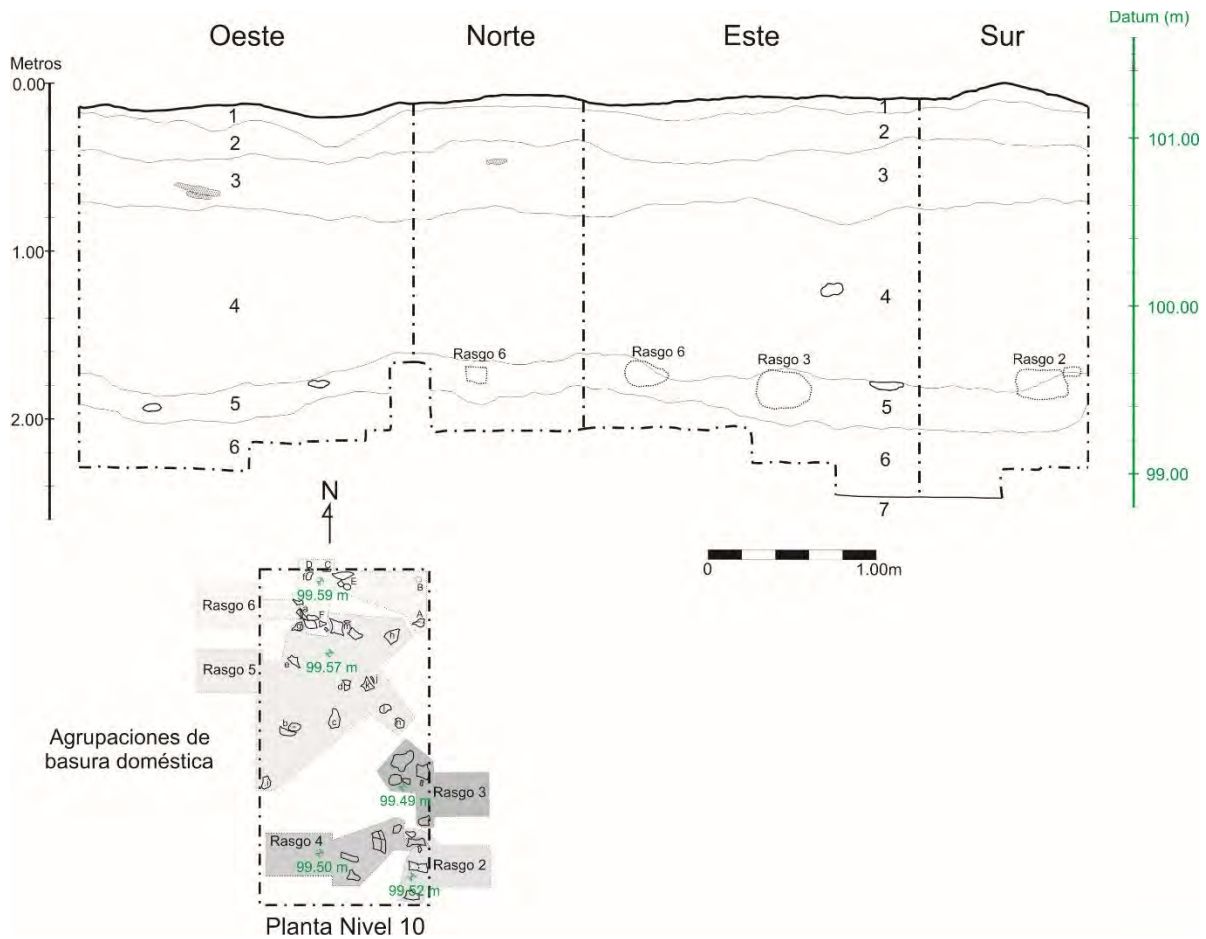 Oeste
Norte
Este
Sur
Datum (m)
Metros
0.00
1.00
2.00
101.00
100.00
99.00
1
2
3
4
5
6
1
2
3
4
5
6
7
Rasgo 6
Rasgo 6
Rasgo 3
Rasgo 2
N
0
1.00m
D
C
E
B
A
F
99.59 m
Rasgo 6
h
99.57 m
Rasgo 5
e
d
b
c
99.49 m
Rasgo 3
Rasgo 4
99.50 m
Rasgo 2
99.52 m
Agrupaciones de
basura doméstica
Planta Nivel 10